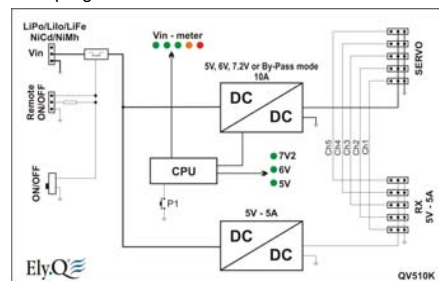 LiPo/LiIo/LiFe
NiCd/NiMh
Vin
Vin - meter
5V, 6V, 7.2V or By-Pass mode
10A
DC
DC
SERVO
Remote
ON/OFF
Ch5
Ch4
Ch3
Ch2
Ch1
CPU
7V2
6V
5V
P1
ON/OFF
5V - 5A
DC
DC
RX
5V - 5A
Ely.Q
QV510K